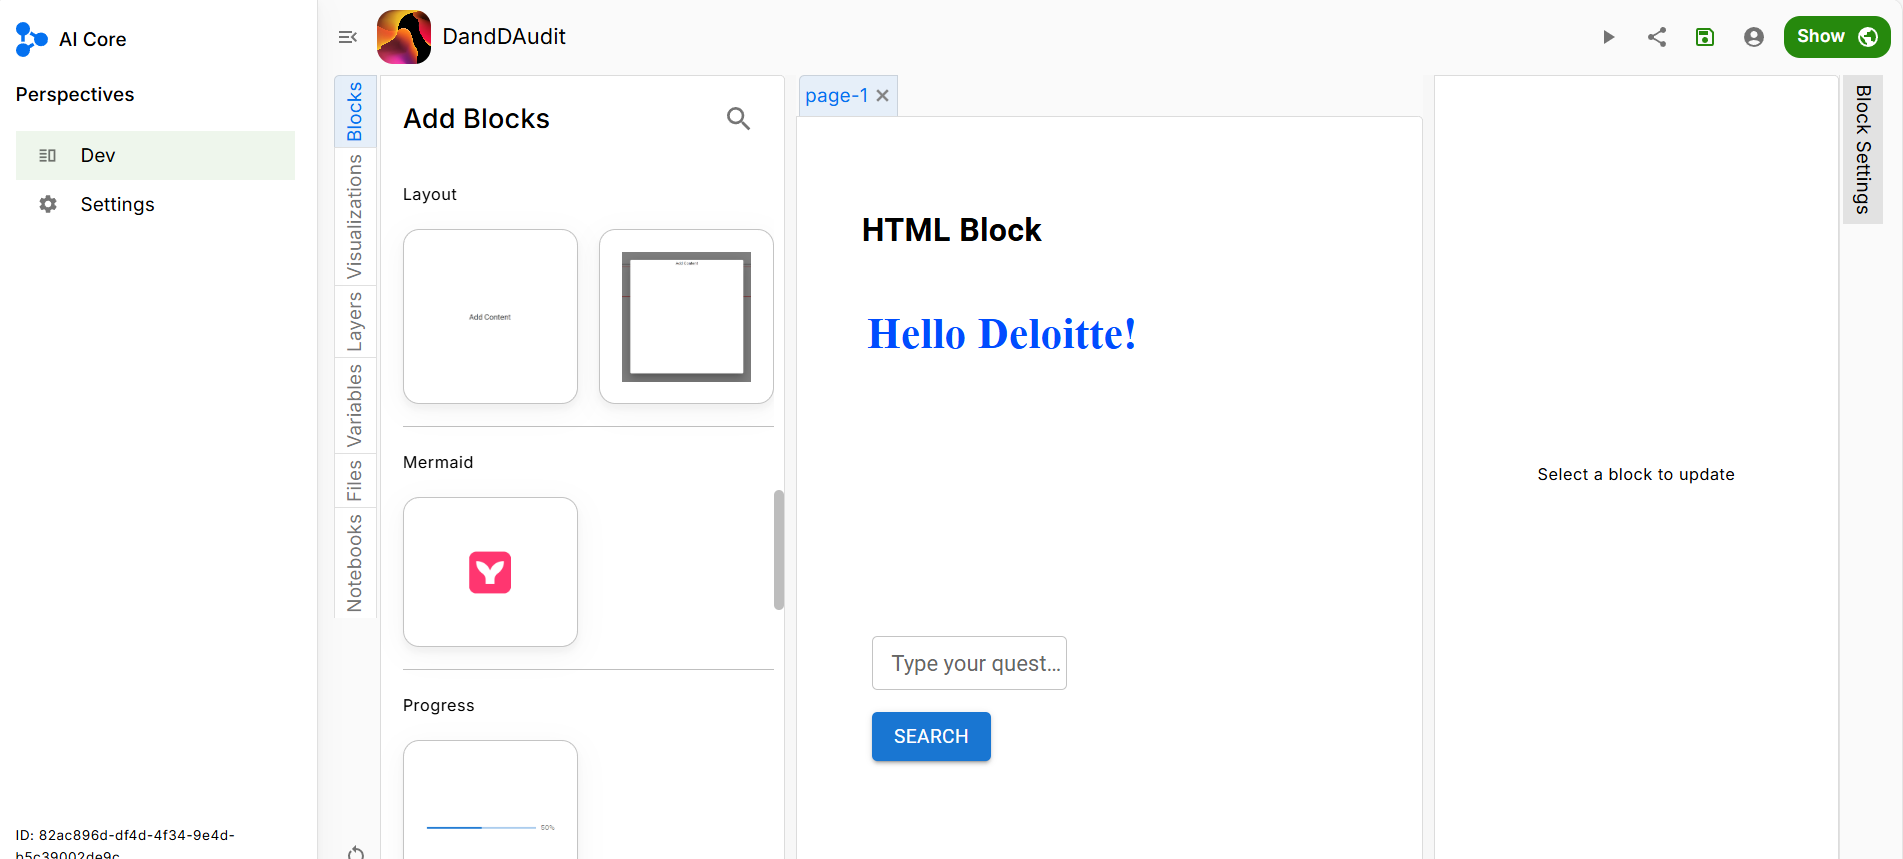 AI Core
Perspectives
Dev
Settings
ID: 82ac896d-df4d-4f34-9e4d-
b5c39002de9c
DandDAudit
Show
Blocks
Visualizations
Layers
Variables
Files
Notebooks
Add Blocks
Layout
Add Content
Add Content
Mermaid
Progress
50%
page-1
HTML Block
Hello Deloitte!
Type your quest...
SEARCH
Select a block to update
Block Settings